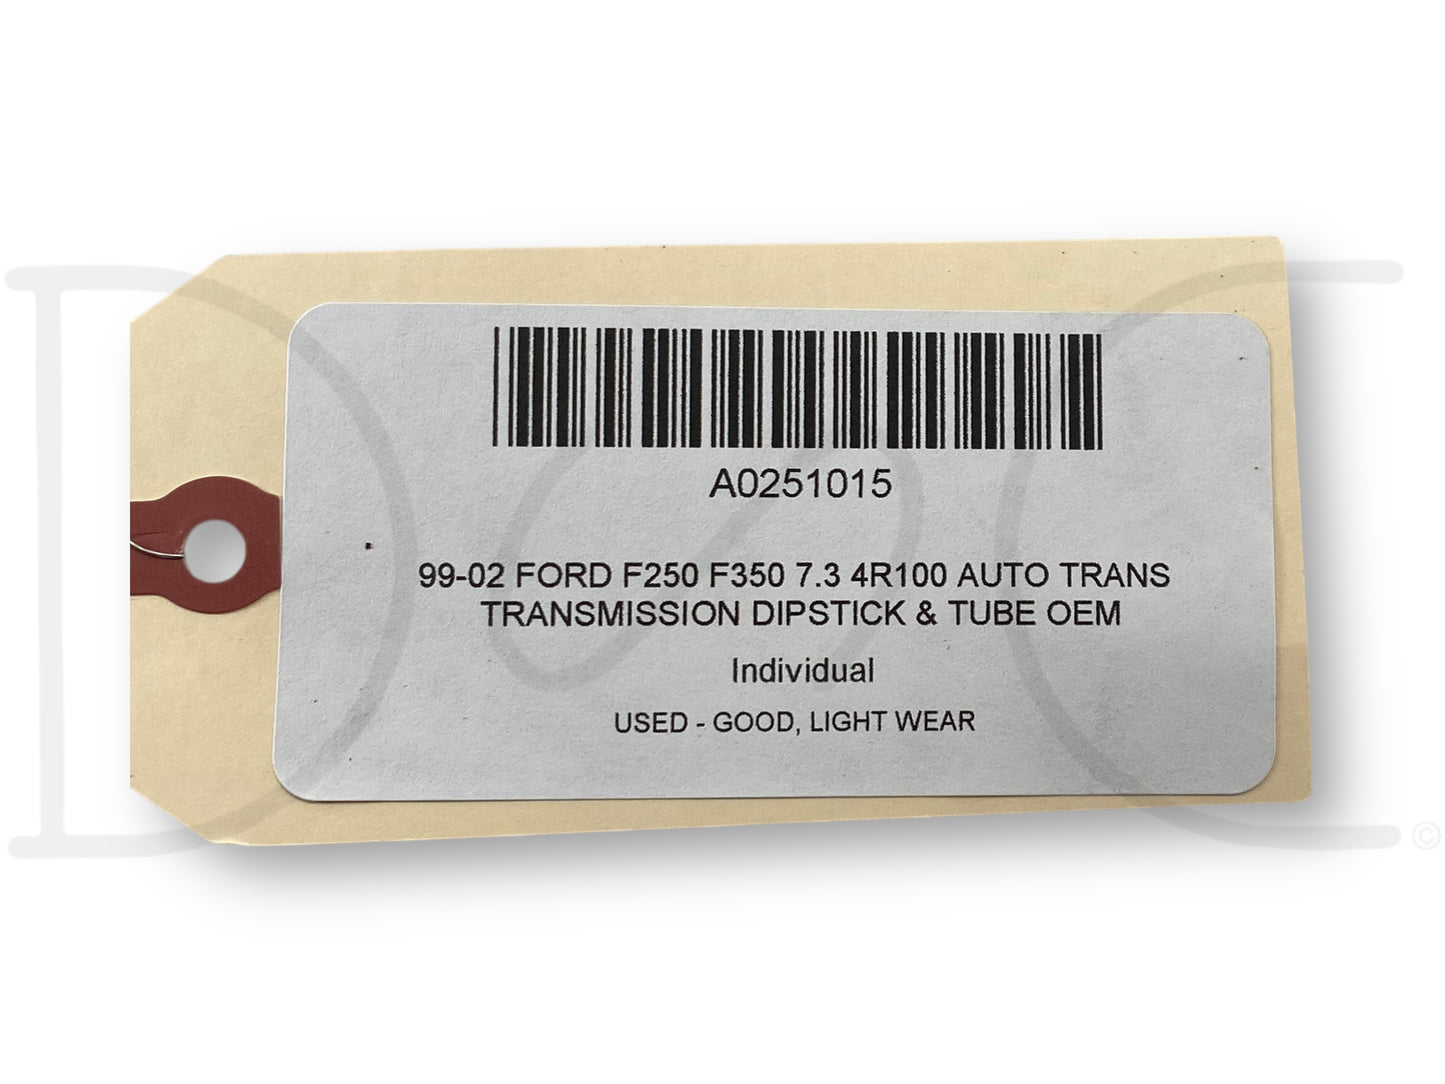 A0251015
99-02 FORD F250 F350 7.3 4R100 AUTO TRANS
TRANSMISSION DIPSTICK & TUBE OEM
Individual
USED - GOOD, LIGHT WEAR
D C
©